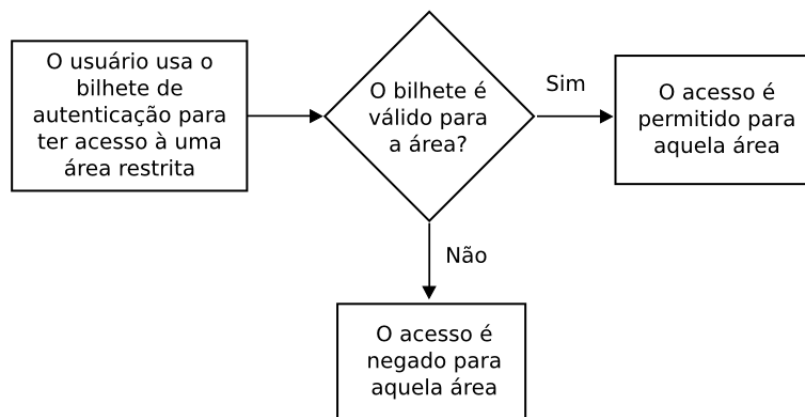 O usuário usa o
bilhete de
autenticação para
ter acesso à uma
área restrita
O bilhete é
válido para
a área?
Sim
O acesso é
permitido para
aquela área
Não
O acesso é
negado para
aquela área